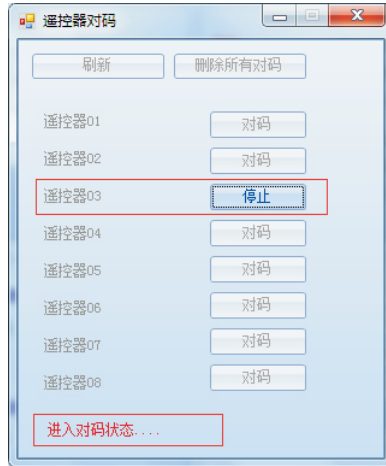 遥控器对码
刷新 删除所有对码
遥控器01 对码
遥控器02 对码
遥控器03 停止
遥控器04 对码
遥控器05 对码
遥控器06 对码
遥控器07 对码
遥控器08 对码
进入对码状态....